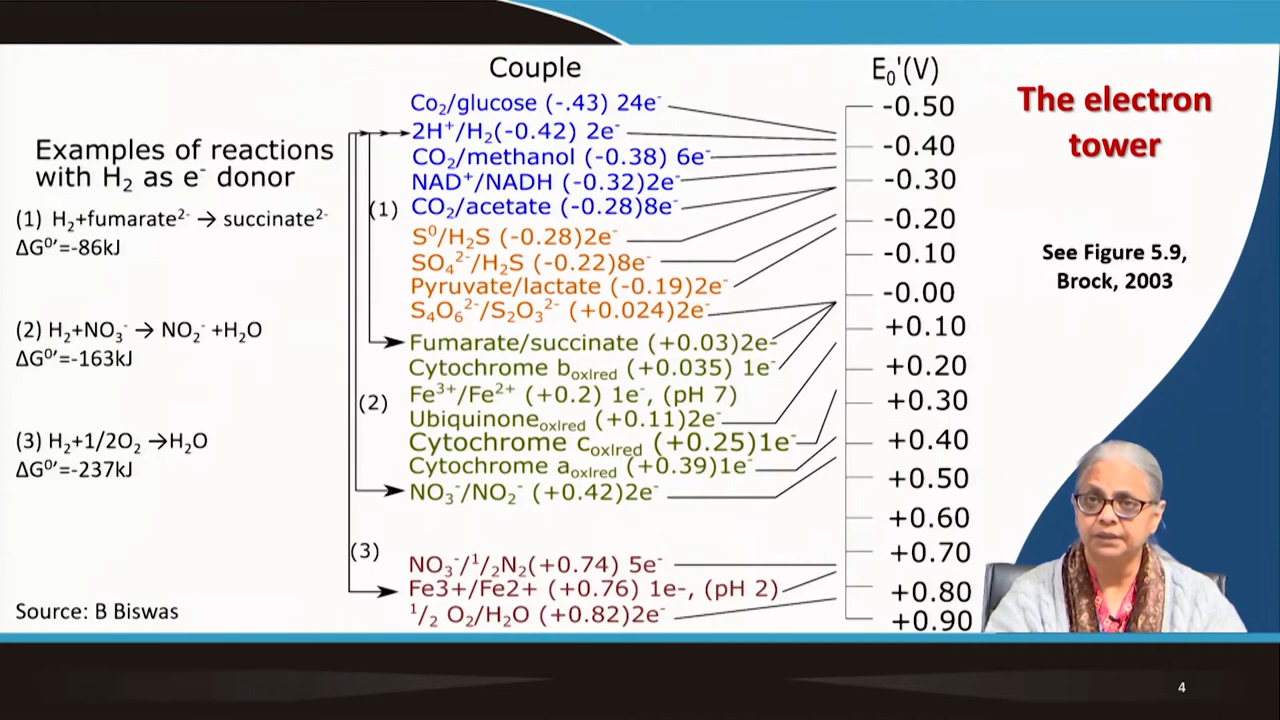 Couple
E₀'(V)
The electron
tower
See Figure 5.9,
Brock, 2003
Examples of reactions
with H₂ as e⁻ donor
(1) H₂+fumarate²⁻ → succinate²⁻
ΔG⁰′=-86kJ
(2) H₂+NO₃⁻ → NO₂⁻ +H₂O
ΔG⁰′=-163kJ
(3) H₂+1/2O₂ →H₂O
ΔG⁰′=-237kJ
Source: B Biswas
(1)
(2)
(3)
Co₂/glucose (-.43) 24e⁻
2H⁺/H₂(-0.42) 2e⁻
CO₂/methanol (-0.38) 6e⁻
NAD⁺/NADH (-0.32)2e⁻
CO₂/acetate (-0.28)8e⁻
S⁰/H₂S (-0.28)2e⁻
SO₄²⁻/H₂S (-0.22)8e⁻
Pyruvate/lactate (-0.19)2e⁻
S₄O₆²⁻/S₂O₃²⁻ (+0.024)2e⁻
Fumarate/succinate (+0.03)2e-
Cytochrome b oxlred (+0.035) 1e⁻
Fe³⁺/Fe²⁺ (+0.2) 1e⁻, (pH 7)
Ubiquinone oxlred (+0.11)2e⁻
Cytochrome c oxlred (+0.25)1e⁻
Cytochrome a oxlred (+0.39)1e⁻
NO₃⁻/NO₂⁻ (+0.42)2e⁻
NO₃⁻/¹/₂N₂(+0.74) 5e⁻
Fe3+/Fe2+ (+0.76) 1e-, (pH 2)
¹/₂ O₂/H₂O (+0.82)2e⁻
-0.50
-0.40
-0.30
-0.20
-0.10
-0.00
+0.10
+0.20
+0.30
+0.40
+0.50
+0.60
+0.70
+0.80
+0.90
4